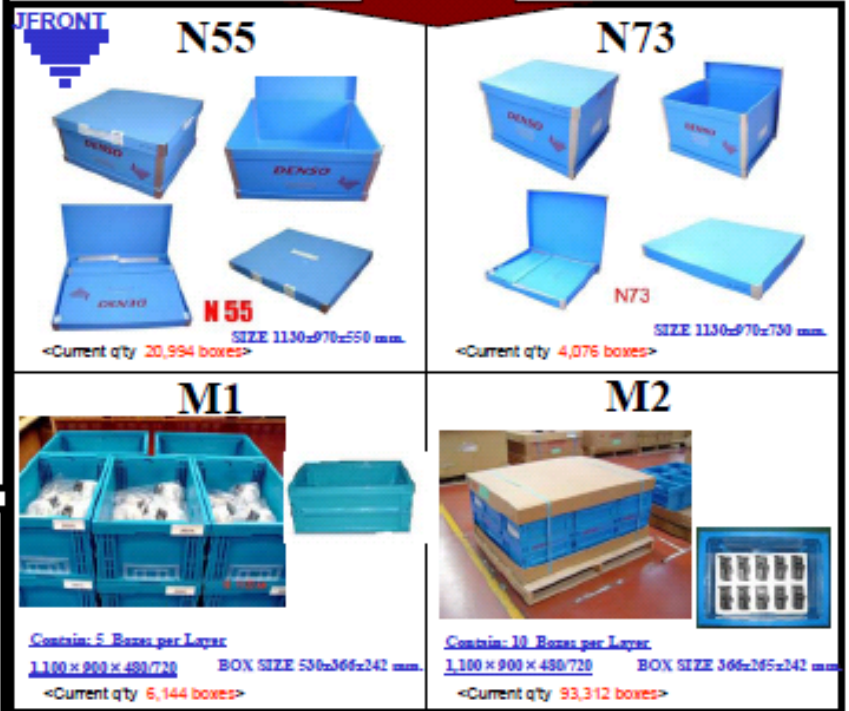 JFRONT
N55
DENSO
DENSO
DENSO
N 55
SIZE 1130x970x550 mm.
<Current q'ty 20,994 boxes>
N73
DENSO
DENSO
N73
SIZE 1130x970x730 mm.
<Current q'ty 4,076 boxes>
M1
Contain: 5 Boxes per Layer
1,100 × 900 × 480/720
BOX SIZE 530x366x242 mm.
<Current q'ty 6,144 boxes>
M2
Contain: 10 Boxes per Layer
1,100 × 900 × 480/720
BOX SIZE 366x265x242 mm.
<Current q'ty 93,312 boxes>